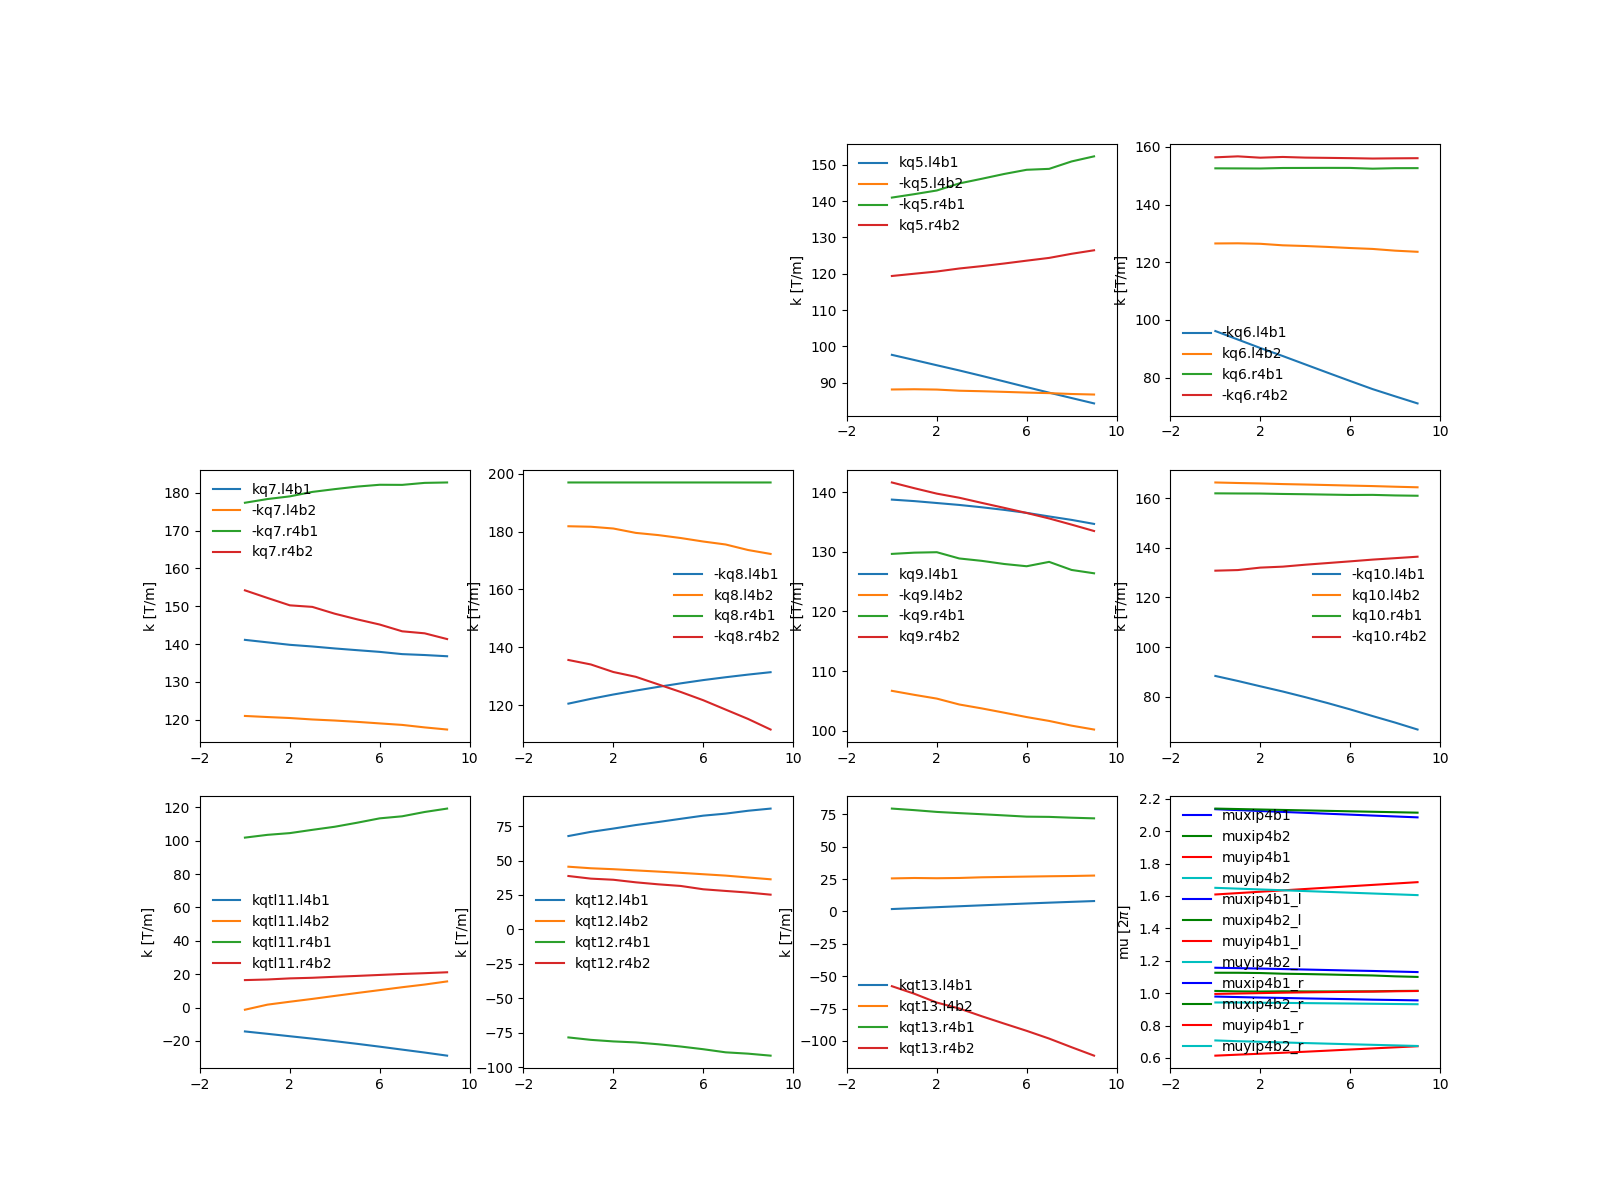 150
140
130
120
110
100
90
k [T/m]
kq5.l4b1
-kq5.l4b2
-kq5.r4b1
kq5.r4b2
−2
2
6
10
160
140
120
100
80
k [T/m]
-kq6.l4b1
kq6.l4b2
kq6.r4b1
-kq6.r4b2
−2
2
6
10
180
170
160
150
140
130
120
k [T/m]
kq7.l4b1
-kq7.l4b2
-kq7.r4b1
kq7.r4b2
−2
2
6
10
200
180
160
140
120
k [T/m]
-kq8.l4b1
kq8.l4b2
kq8.r4b1
-kq8.r4b2
−2
2
6
10
140
130
120
110
100
k [T/m]
kq9.l4b1
-kq9.l4b2
-kq9.r4b1
kq9.r4b2
−2
2
6
10
160
140
120
100
80
k [T/m]
-kq10.l4b1
kq10.l4b2
kq10.r4b1
-kq10.r4b2
−2
2
6
10
120
100
80
60
40
20
0
−20
k [T/m]
kqtl11.l4b1
kqtl11.l4b2
kqtl11.r4b1
kqtl11.r4b2
−2
2
6
10
75
50
25
0
−25
−50
−75
−100
k [T/m]
kqt12.l4b1
kqt12.l4b2
kqt12.r4b1
kqt12.r4b2
−2
2
6
10
75
50
25
0
−25
−50
−75
−100
k [T/m]
kqt13.l4b1
kqt13.l4b2
kqt13.r4b1
kqt13.r4b2
−2
2
6
10
2.2
2.0
1.8
1.6
1.4
1.2
1.0
0.8
0.6
mu [2π]
muxip4b1
muxip4b2
muyip4b1
muyip4b2
muxip4b1_l
muxip4b2_l
muyip4b1_l
muyip4b2_l
muxip4b1_r
muxip4b2_r
muyip4b1_r
muyip4b2_r
−2
2
6
10